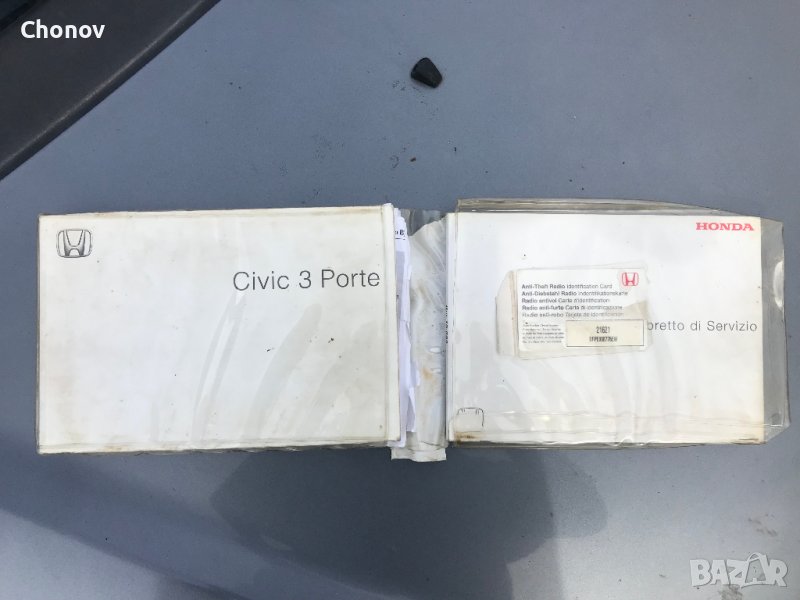 Chonov
Civic 3 Porte
HONDA
Anti-Theft Radio Identification Card
Anti-Diebstahl Radio Indentifikationskarte
Radio antivol Carte d'identification
Radio anti-furto Carta di identificazione
Radio anti-robo Tarjeta de identificación
21621
bretto di Servizio
BAZAR